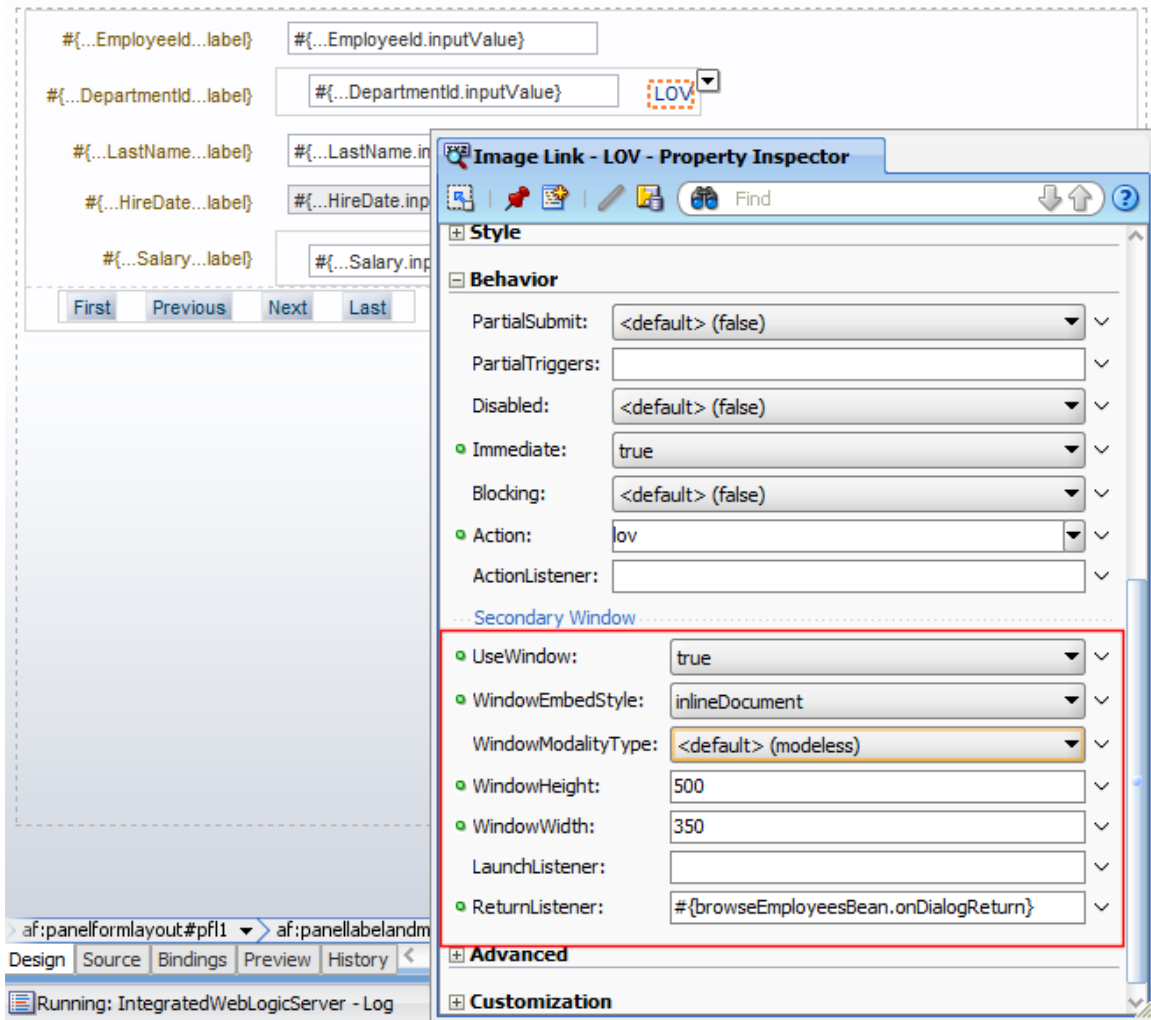 #{...EmployeeId...label} #{...EmployeeId.inputValue}
#{...DepartmentId...label} #{...DepartmentId.inputValue} LOV
#{...LastName...label} #{...LastName.in
#{...HireDate...label} #{...HireDate.inp
#{...Salary...label} #{...Salary.inp
First Previous Next Last
Image Link - LOV - Property Inspector
Find
Style
Behavior
PartialSubmit: <default> (false)
PartialTriggers:
Disabled: <default> (false)
Immediate: true
Blocking: <default> (false)
Action: lov
ActionListener:
Secondary Window
UseWindow: true
WindowEmbedStyle: inlineDocument
WindowModalityType: <default> (modeless)
WindowHeight: 500
WindowWidth: 350
LaunchListener:
ReturnListener: #{browseEmployeesBean.onDialogReturn}
Advanced
Customization
af:panelformlayout#pfl1 af:panellabelandm
Design Source Bindings Preview History
Running: IntegratedWebLogicServer - Log